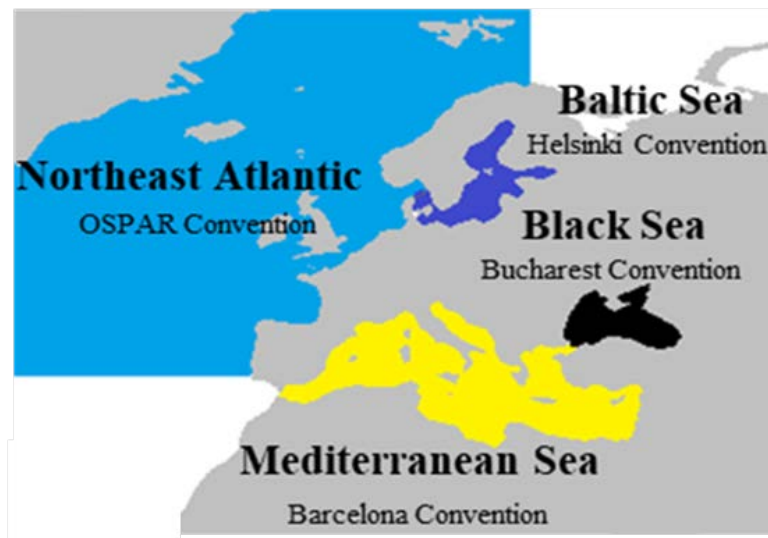 Baltic Sea
Helsinki Convention
Northeast Atlantic
OSPAR Convention
Black Sea
Bucharest Convention
Mediterranean Sea
Barcelona Convention